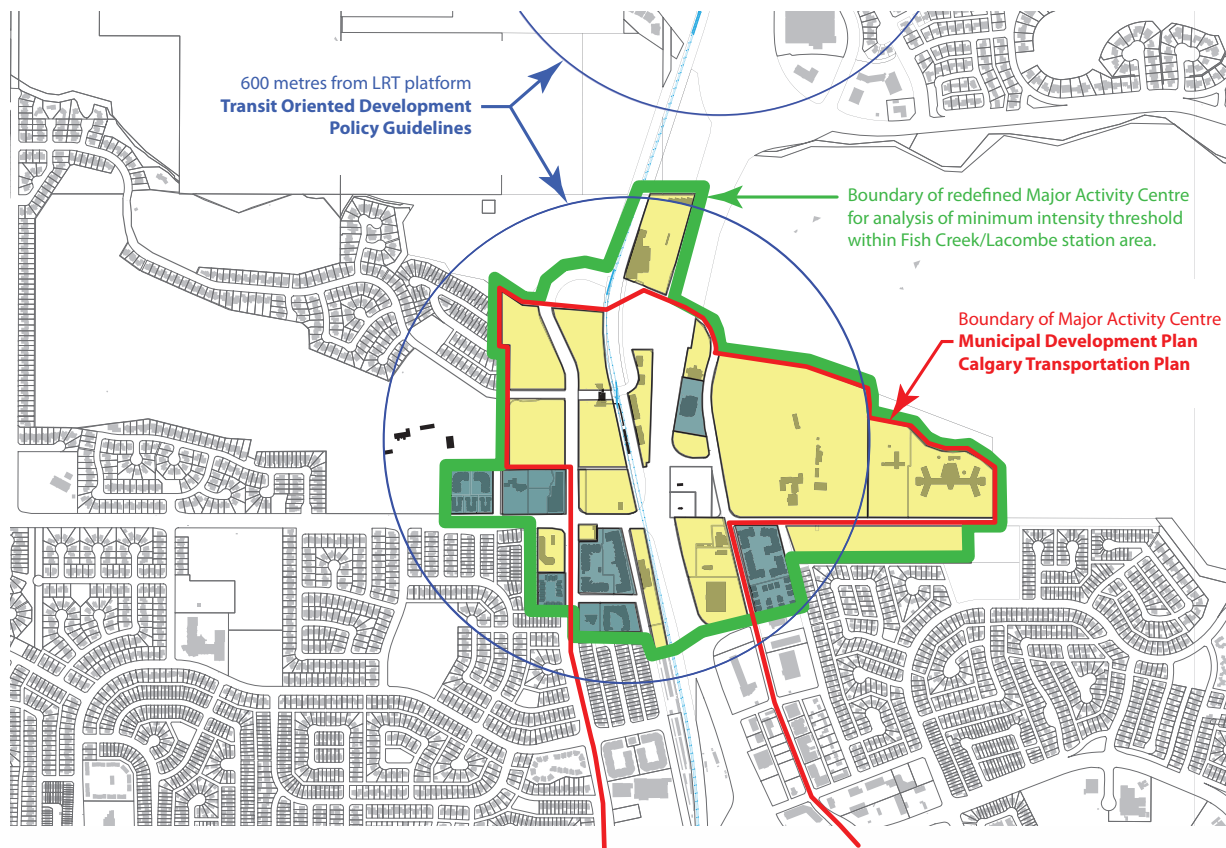 600 metres from LRT platform
Transit Oriented Development
Policy Guidelines
Boundary of redefined Major Activity Centre
for analysis of minimum intensity threshold
within Fish Creek/Lacombe station area.
Boundary of Major Activity Centre
Municipal Development Plan
Calgary Transportation Plan